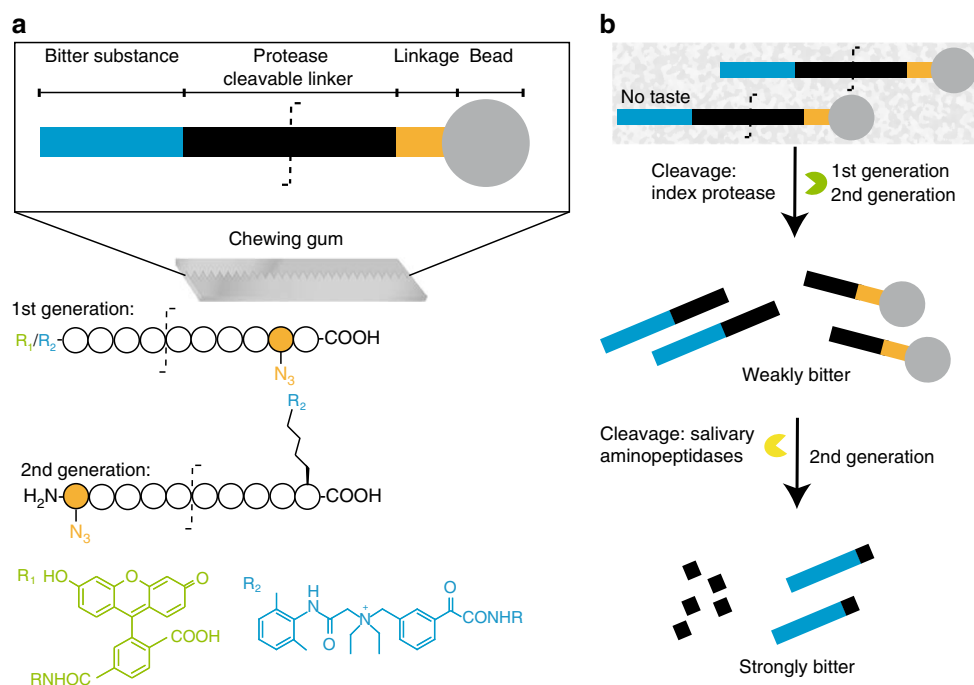 a
Bitter substance
Protease
cleavable linker
Linkage
Bead
Chewing gum
1st generation:
R1/R2
COOH
N3
R2
2nd generation:
H2N
COOH
N3
R1
HO
O
O
COOH
RNHOC
R2
H
N
O
N+
O
CONHR
b
No taste
Cleavage:
index protease
1st generation
2nd generation
Weakly bitter
Cleavage: salivary
aminopeptidases
2nd generation
Strongly bitter